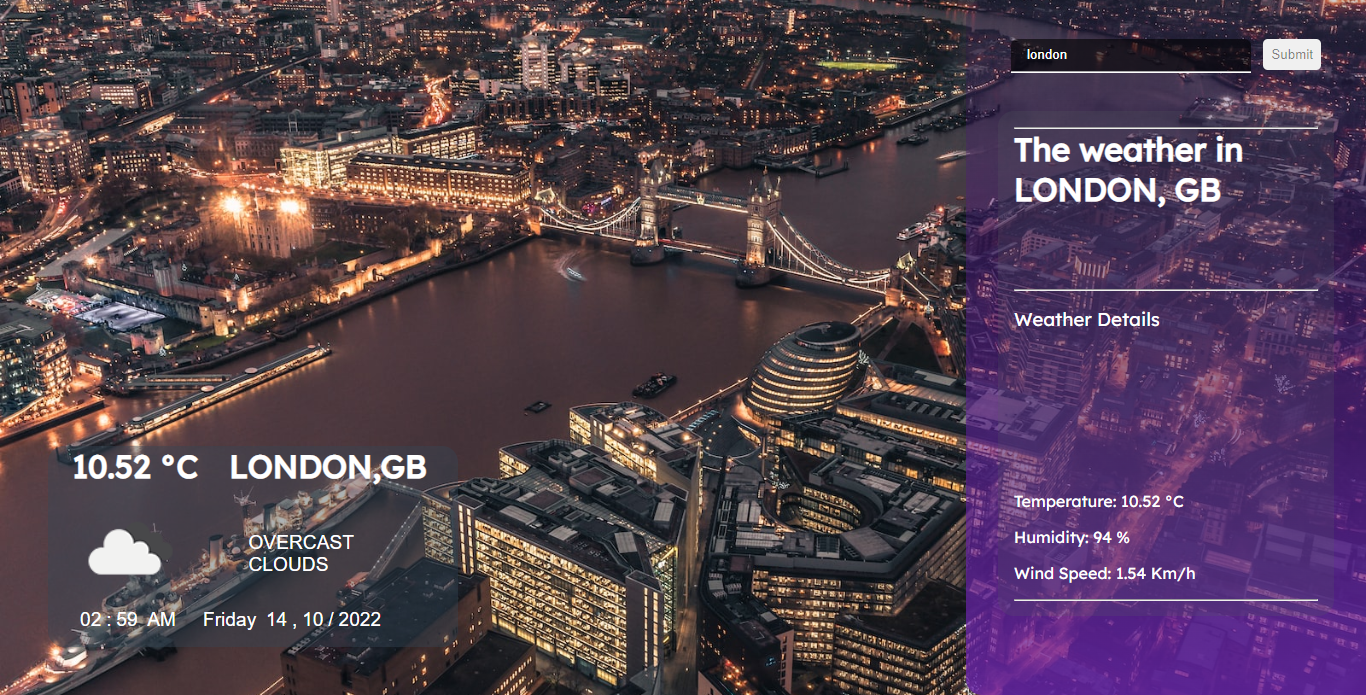 london
Submit
The weather in
LONDON, GB
Weather Details
10.52 °C LONDON,GB
OVERCAST
CLOUDS
02 : 59 AM Friday 14 , 10 / 2022
Temperature: 10.52 °C
Humidity: 94 %
Wind Speed: 1.54 Km/h